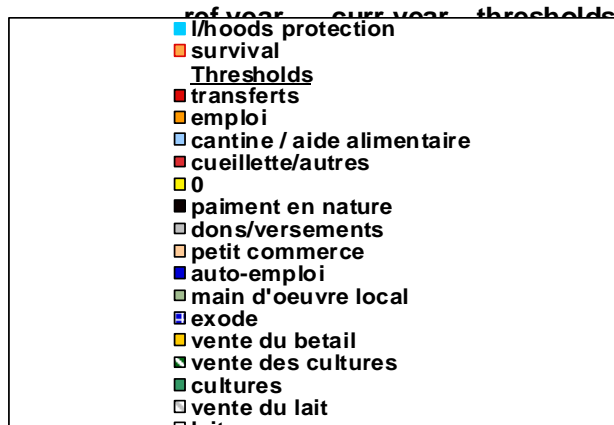 ref year curr year thresholds
l/hoods protection
survival
Thresholds
transferts
emploi
cantine / aide alimentaire
cueillette/autres
0
paiment en nature
dons/versements
petit commerce
auto-emploi
main d'oeuvre local
exode
vente du betail
vente des cultures
cultures
vente du lait
lait